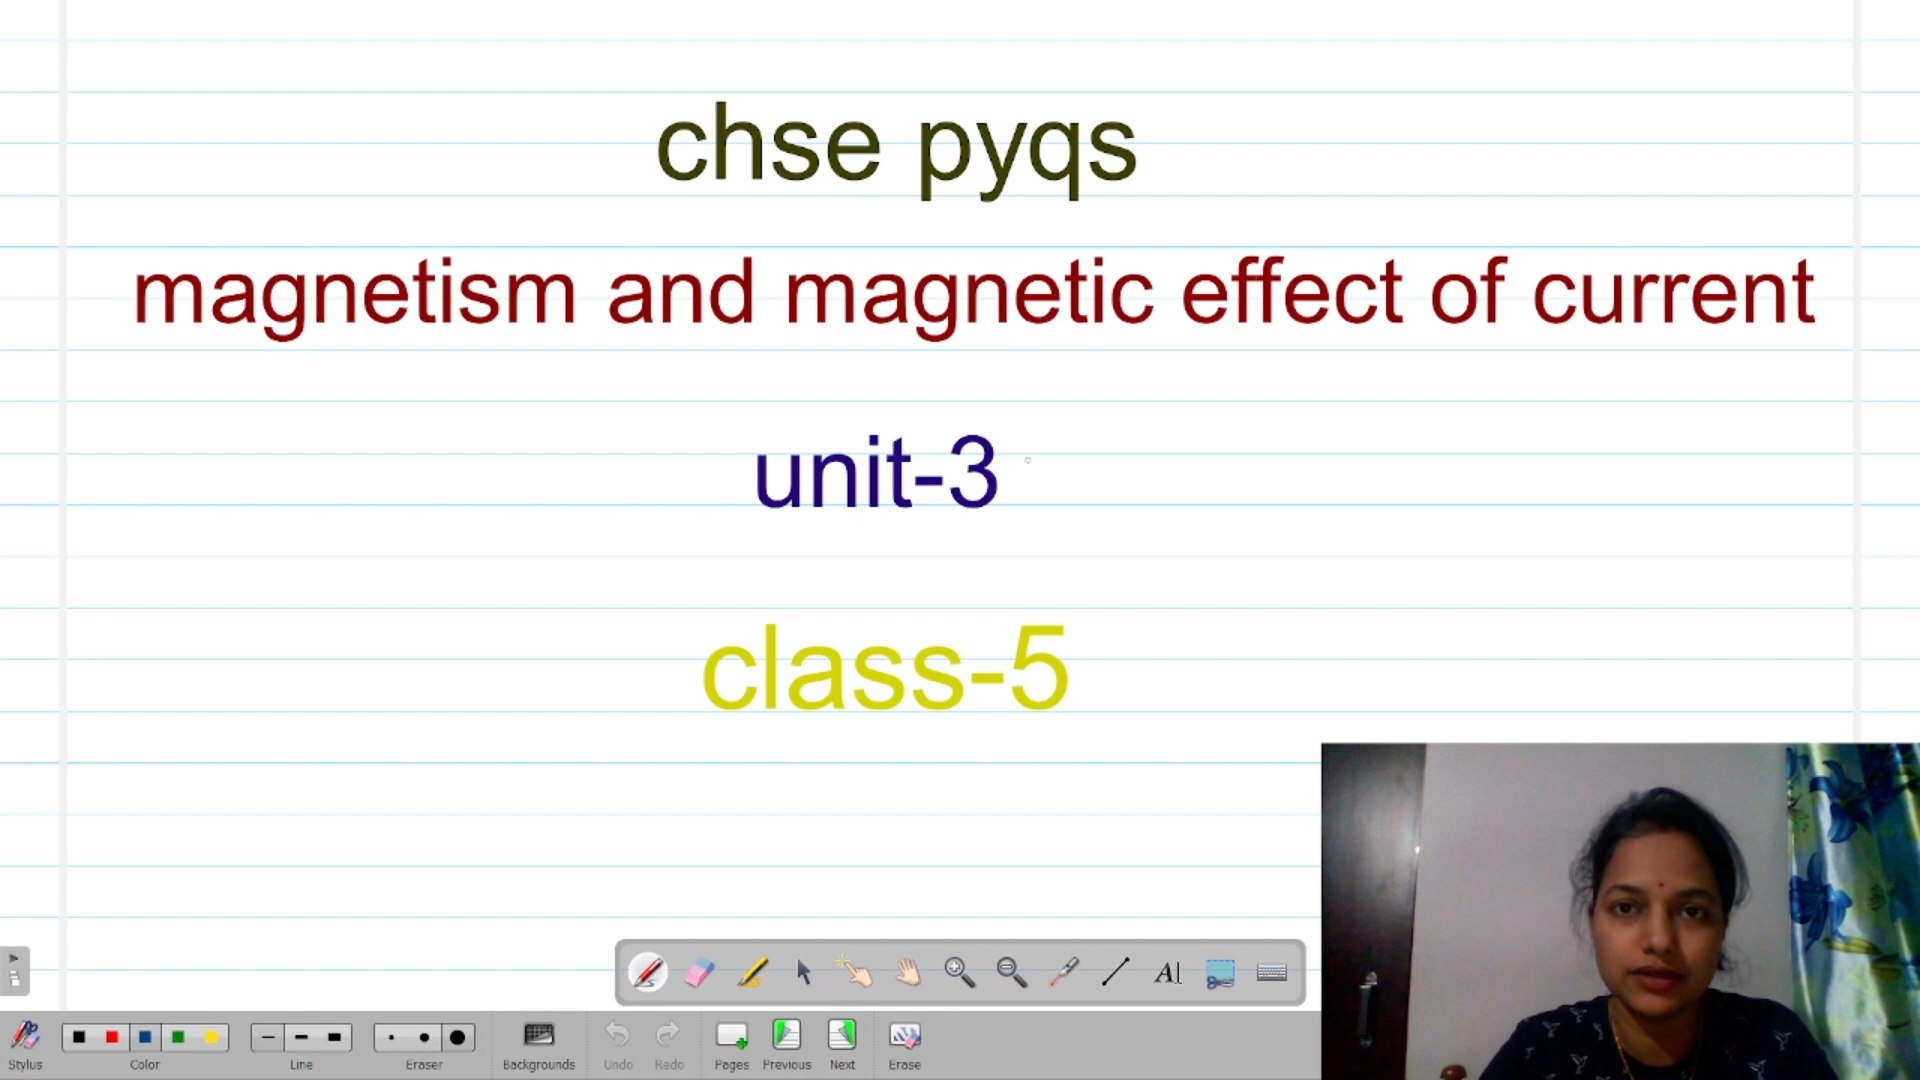 chse pyqs
magnetism and magnetic effect of current
unit-3
class-5
AI
Stylus
Color
Line
Eraser
Backgrounds
Undo
Redo
Pages
Previous
Next
Erase